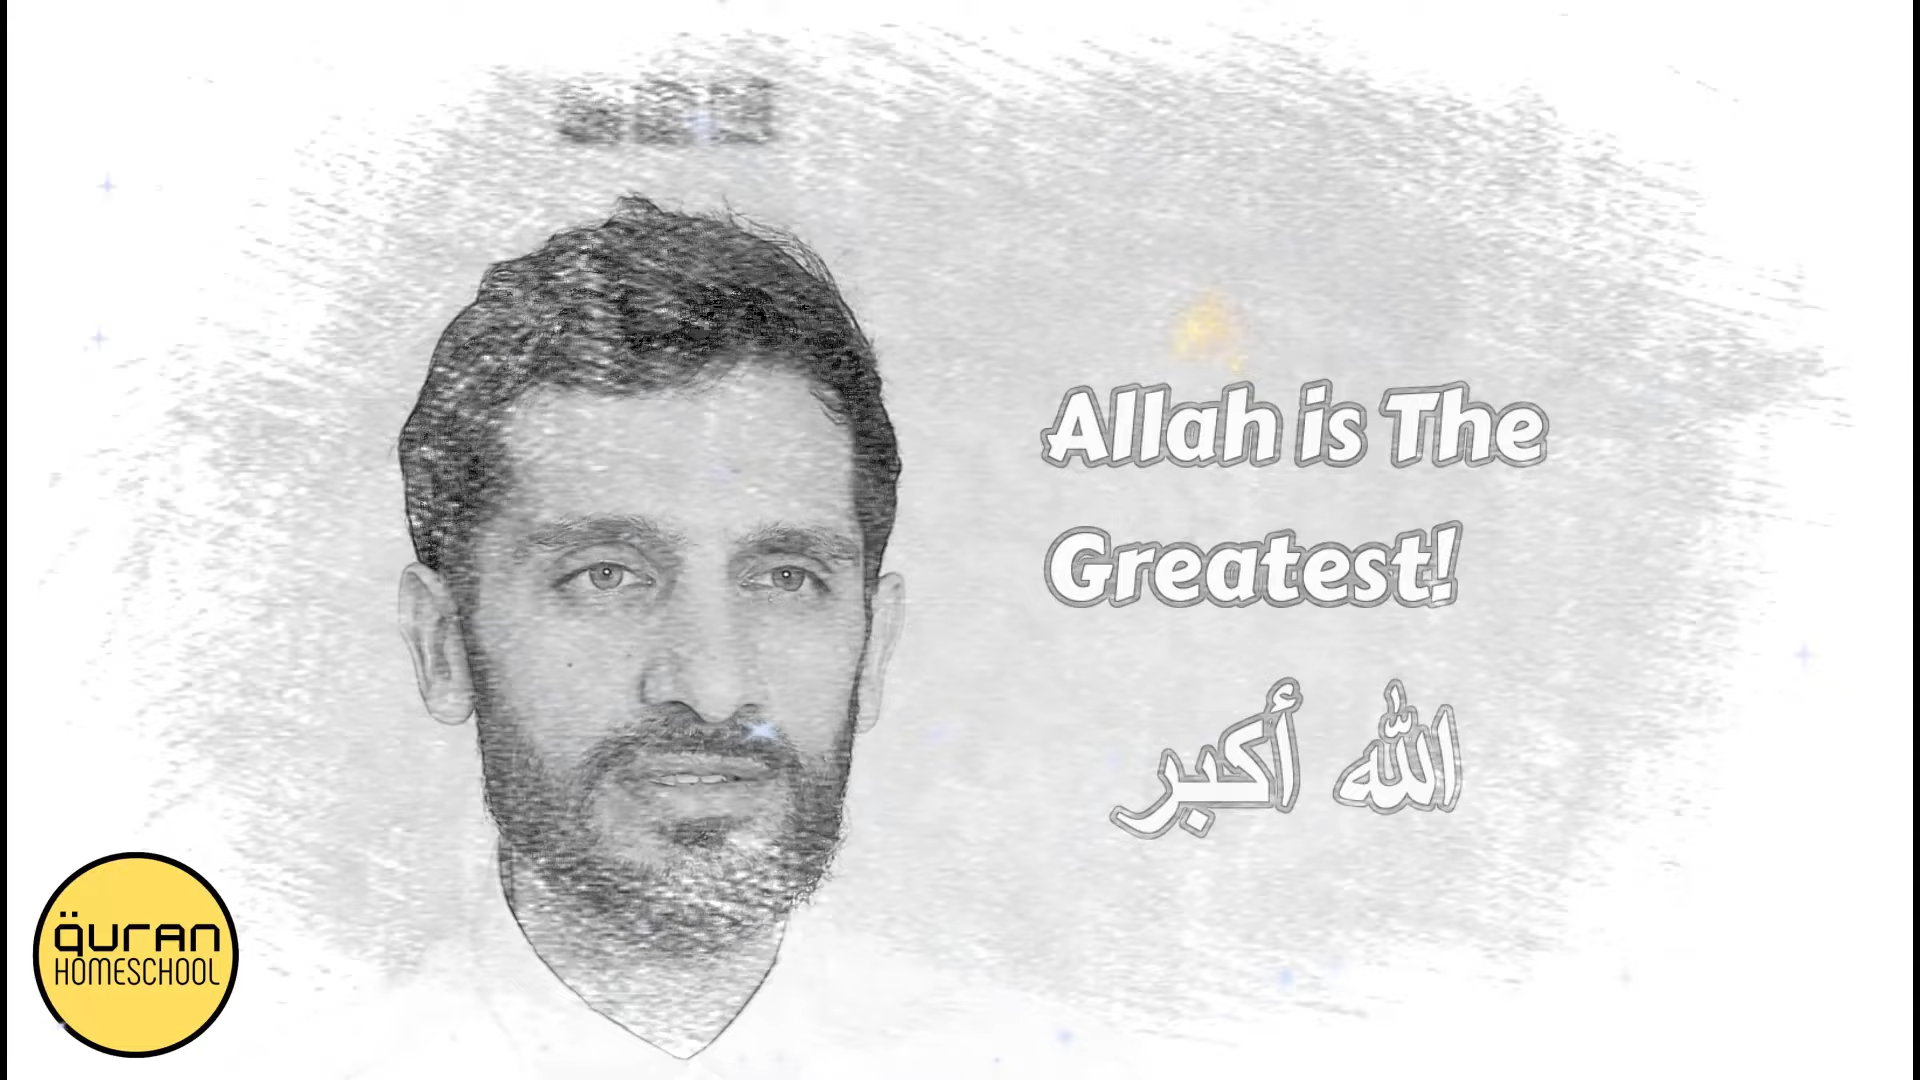 Allah is The
Greatest!
الله أكبر
quran
HOMESCHOOL